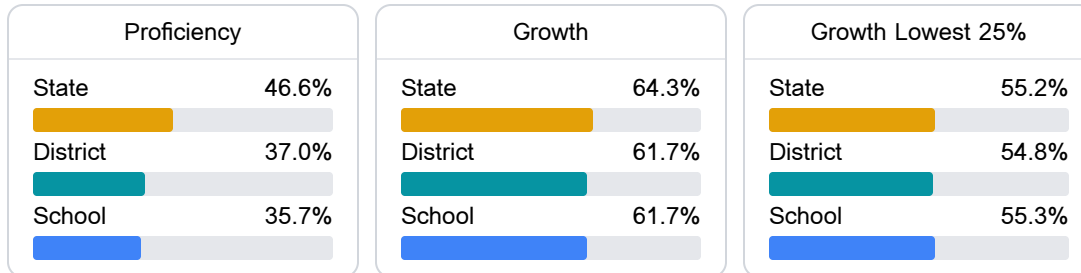 Proficiency
State 46.6%
District 37.0%
School 35.7%
Growth
State 64.3%
District 61.7%
School 61.7%
Growth Lowest 25%
State 55.2%
District 54.8%
School 55.3%